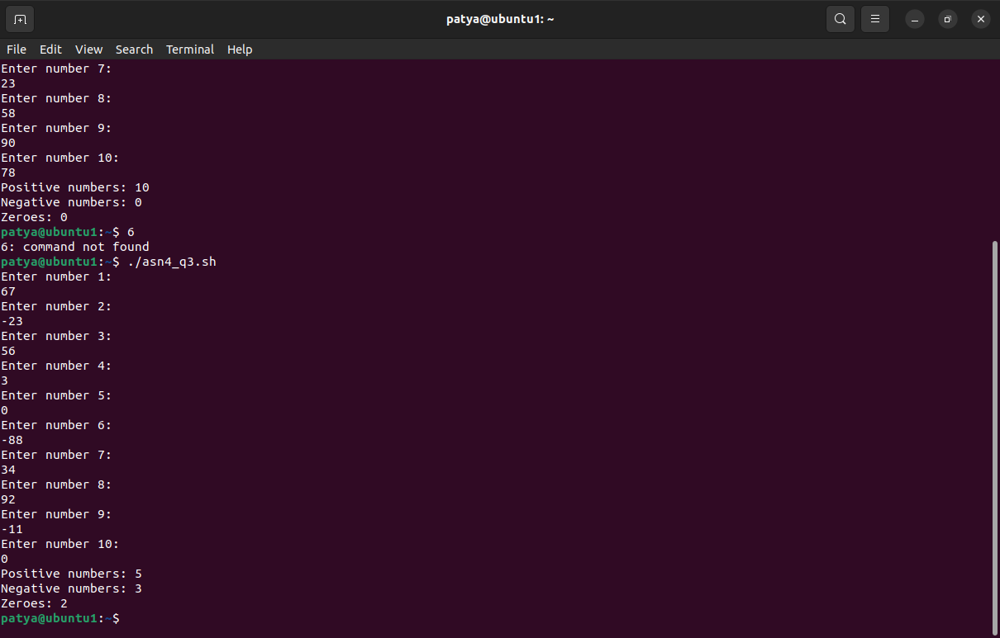 patya@ubuntu1: ~
File Edit View Search Terminal Help
Enter number 7:
23
Enter number 8:
58
Enter number 9:
90
Enter number 10:
78
Positive numbers: 10
Negative numbers: 0
Zeroes: 0
patya@ubuntu1:~$ 6
6: command not found
patya@ubuntu1:~$ ./asn4_q3.sh
Enter number 1:
67
Enter number 2:
-23
Enter number 3:
56
Enter number 4:
3
Enter number 5:
0
Enter number 6:
-88
Enter number 7:
34
Enter number 8:
92
Enter number 9:
-11
Enter number 10:
0
Positive numbers: 5
Negative numbers: 3
Zeroes: 2
patya@ubuntu1:~$